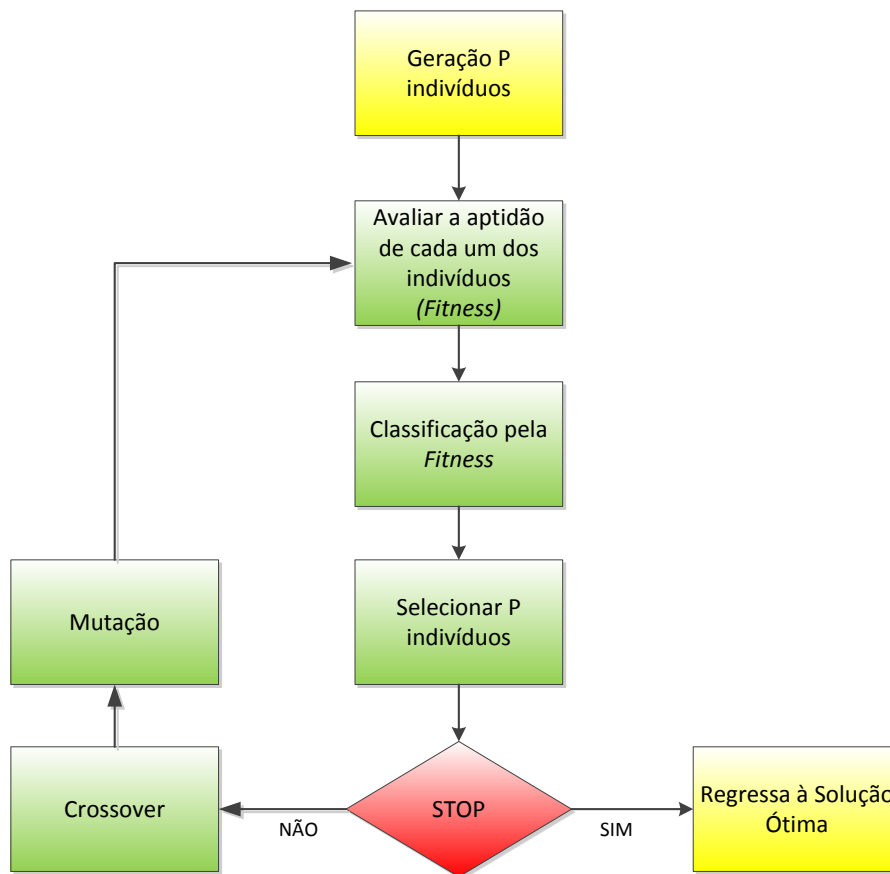 Geração P
indivíduos
Avaliar a aptidão
de cada um dos
indivíduos
(Fitness)
Classificação pela
Fitness
Mutação
Selecionar P
indivíduos
Crossover
NÃO
STOP
SIM
Regressa à Solução
Ótima